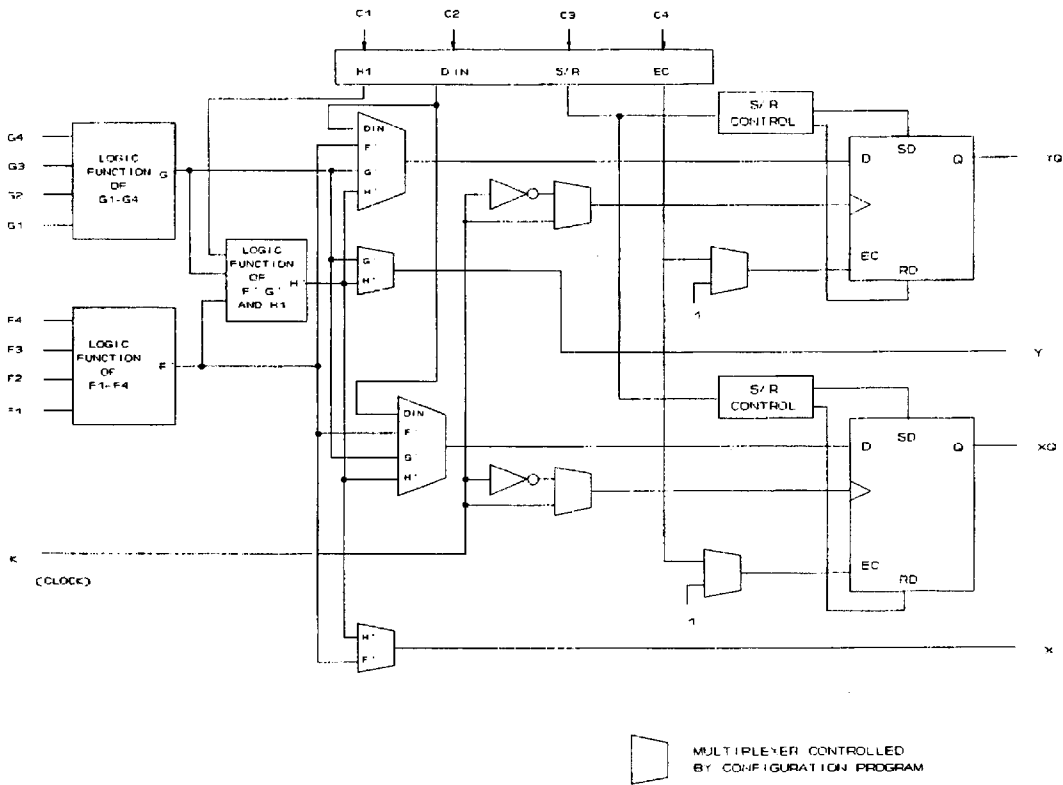 C1 C2 C3 C4
H1 DIN S/R EC
S/R
CONTROL
DIN
F'
G'
H'
G4
G3
G2
G1
LOGIC
FUNCTION
OF
G1-G4
G'
D SD Q YQ
EC
RD
1
LOGIC
FUNCTION
OF
F' G'
AND H1
H'
G'
H'
F4
F3
F2
F1
LOGIC
FUNCTION
OF
F1-F4
F'
Y
S/R
CONTROL
DIN
F'
G'
H'
D SD Q XQ
EC
RD
1
K
(CLOCK)
H'
F'
X
MULTIPLEXER CONTROLLED
BY CONFIGURATION PROGRAM